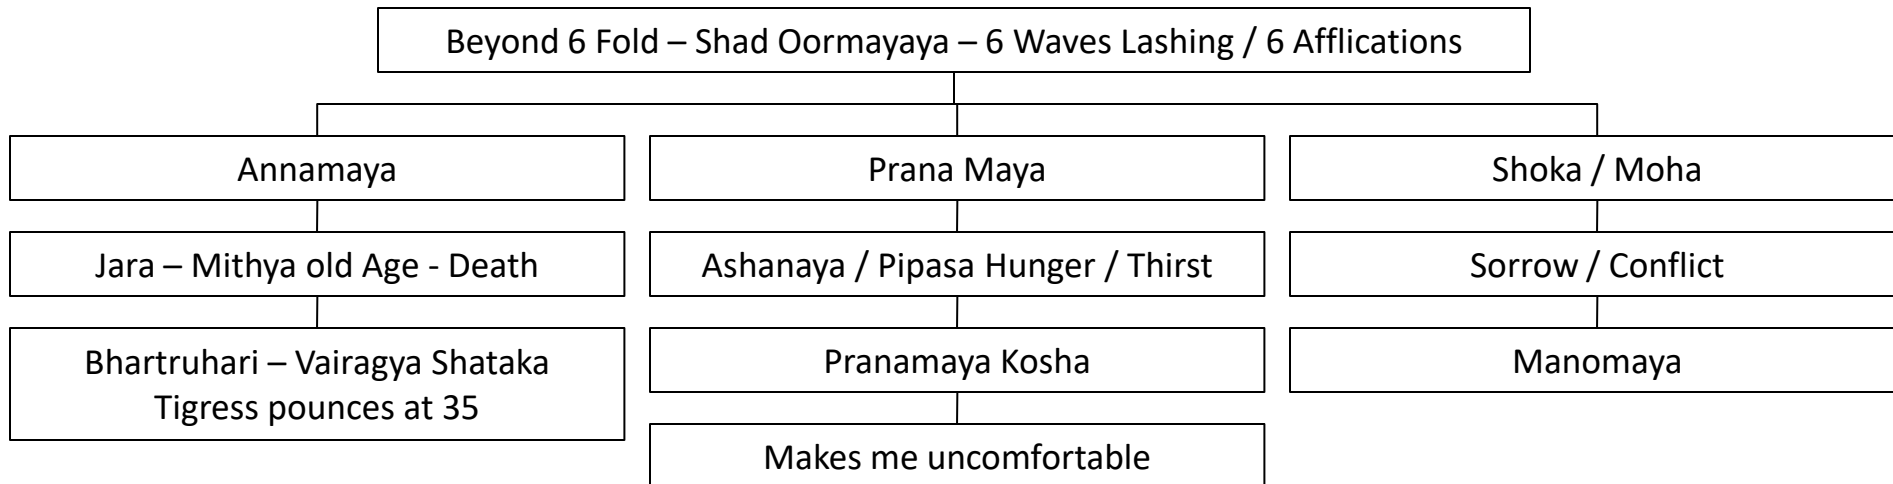 Beyond 6 Fold – Shad Oormayaya – 6 Waves Lashing / 6 Afflications
Annamaya
Prana Maya
Shoka / Moha
Jara – Mithya old Age - Death
Ashanaya / Pipasa Hunger / Thirst
Sorrow / Conflict
Bhartruhari – Vairagya Shataka
Tigress pounces at 35
Pranamaya Kosha
Manomaya
Makes me uncomfortable